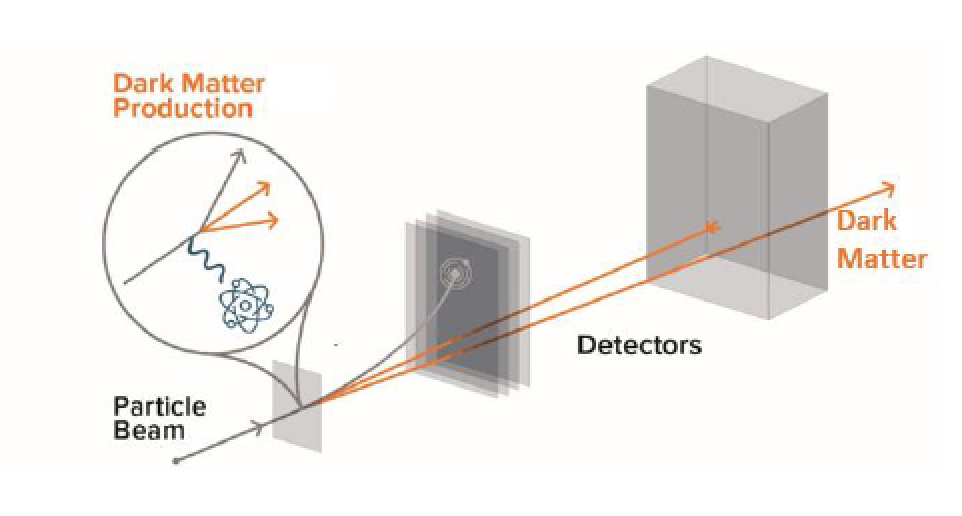 Dark Matter
Production
Dark
Matter
Detectors
Particle
Beam